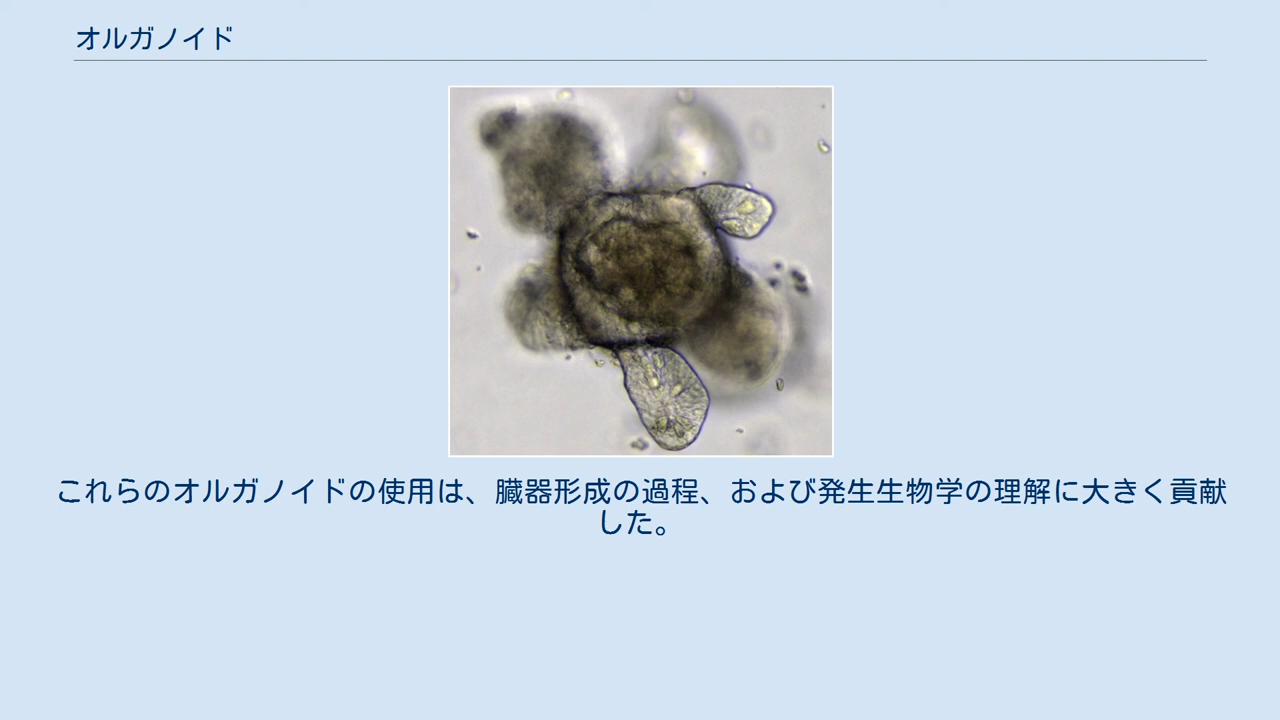 オルガノイド
これらのオルガノイドの使用は、臓器形成の過程、および発生生物学の理解に大きく貢献
した。